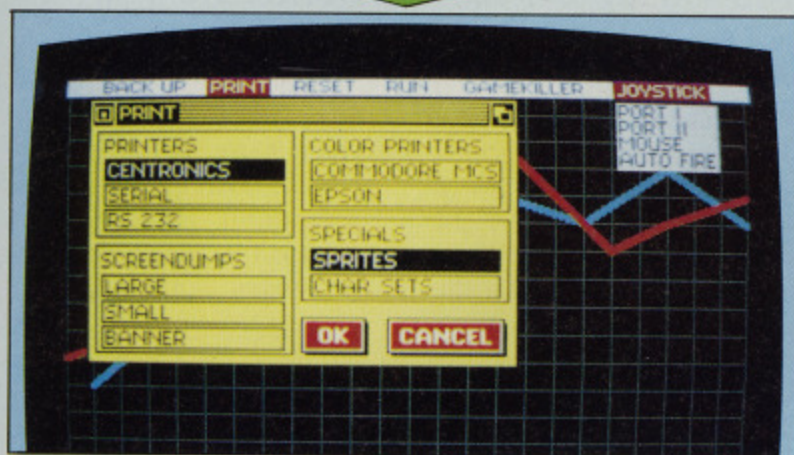 BACK UP PRINT RESET RUN GAMEKILLER JOYSTICK
PORT I
PORT II
MOUSE
AUTO FIRE
PRINT
PRINTERS
CENTRONICS
SERIAL
RS 232
SCREENDUMPS
LARGE
SMALL
BANNER
COLOR PRINTERS
COMMODORE MCS
EPSON
SPECIALS
SPRITES
CHAR SETS
OK CANCEL